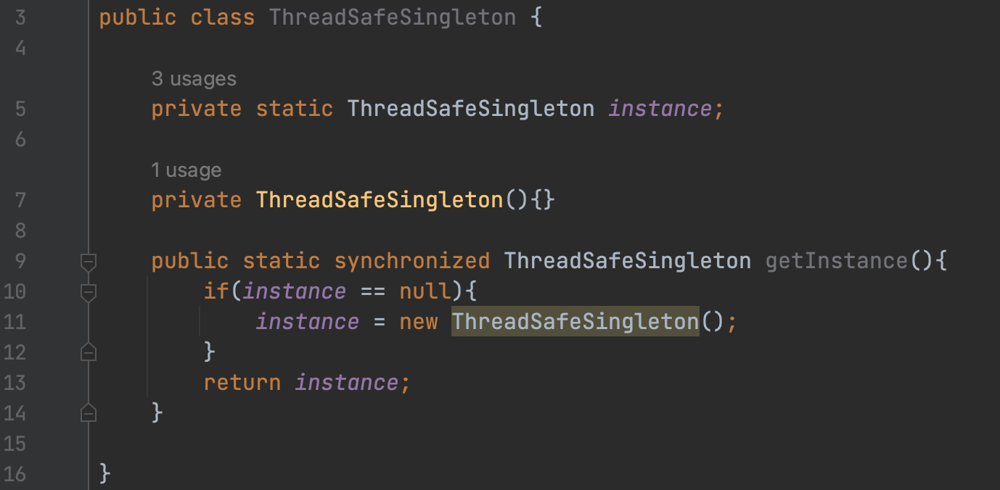 3 public class ThreadSafeSingleton {
4
3 usages
5 private static ThreadSafeSingleton instance;
6
1 usage
7 private ThreadSafeSingleton(){}
8
9 public static synchronized ThreadSafeSingleton getInstance(){
10 if(instance == null){
11 instance = new ThreadSafeSingleton();
12 }
13 return instance;
14 }
15
16 }